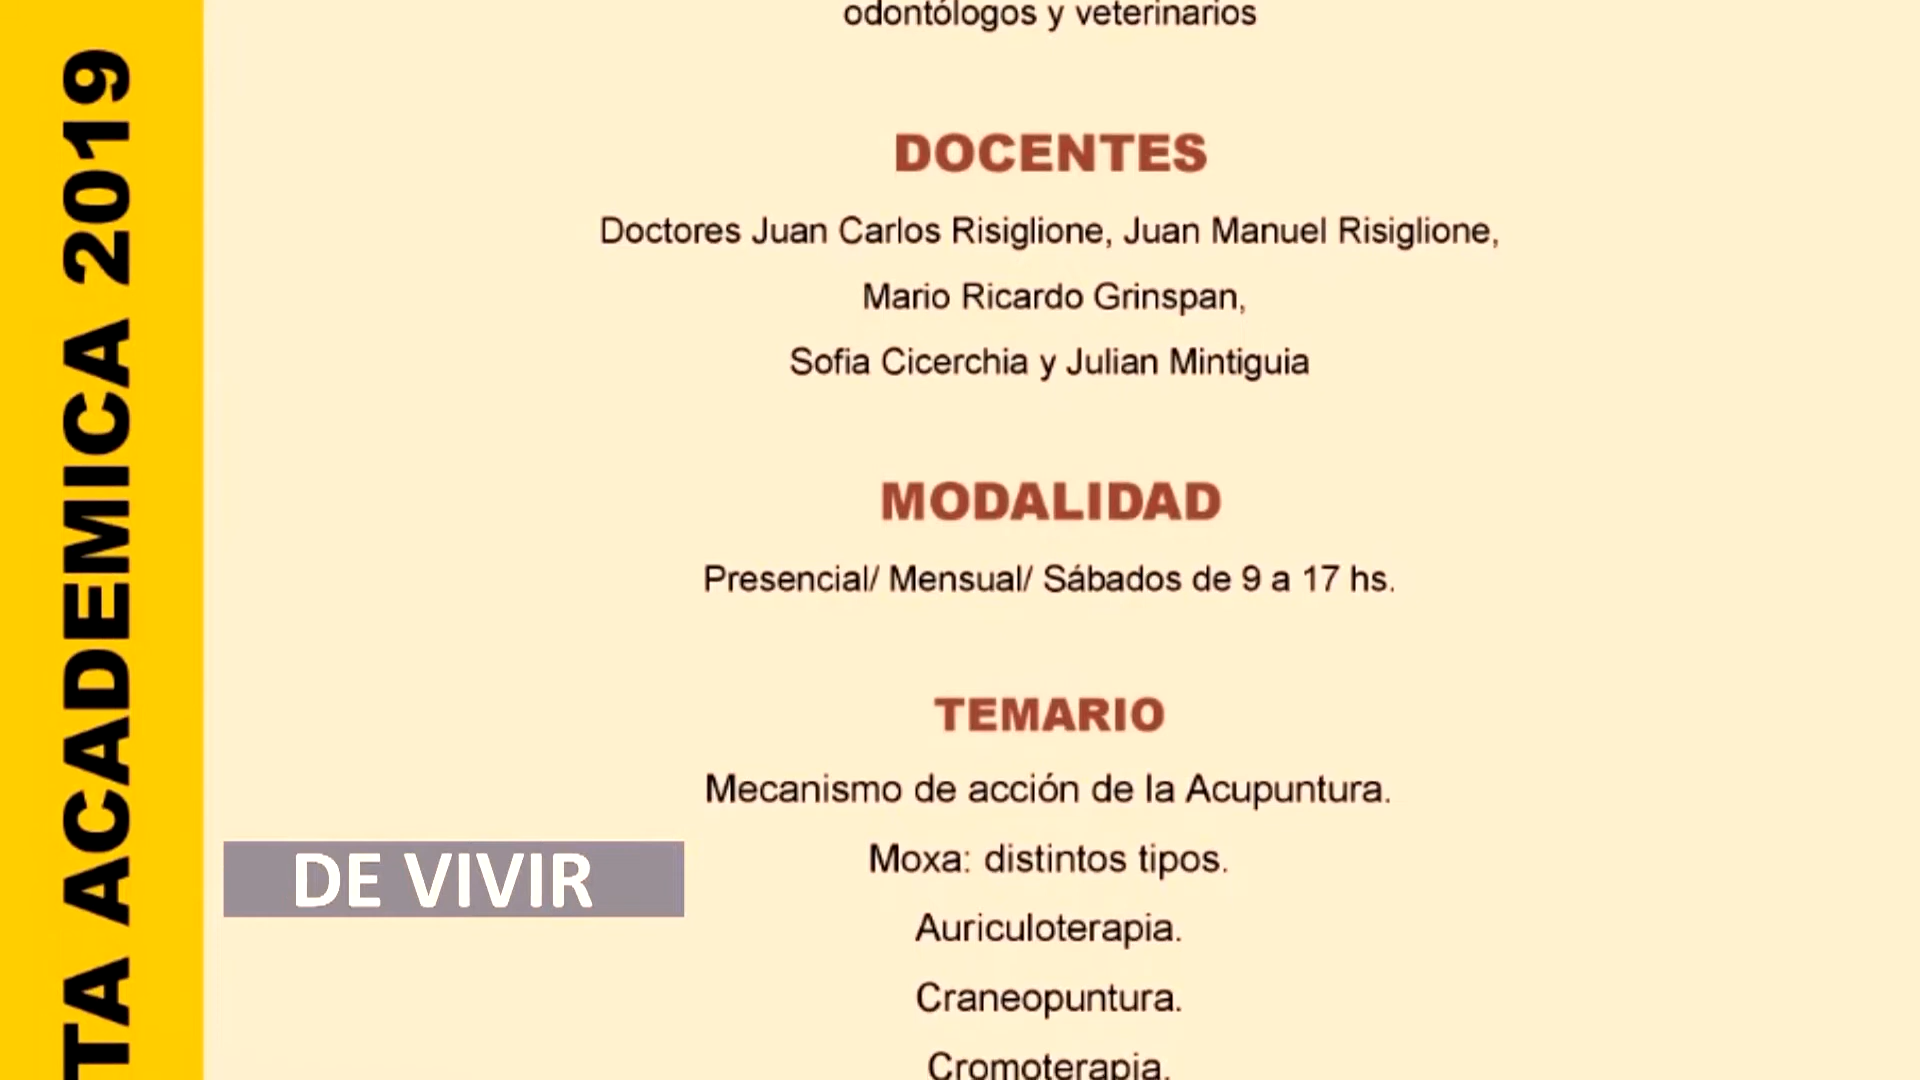 odontólogos y veterinarios
DOCENTES
Doctores Juan Carlos Risiglione, Juan Manuel Risiglione,
Mario Ricardo Grinspan,
Sofia Cicerchia y Julian Mintiguia
MODALIDAD
Presencial/ Mensual/ Sábados de 9 a 17 hs.
TEMARIO
Mecanismo de acción de la Acupuntura.
Moxa: distintos tipos.
Auriculoterapia.
Craneopuntura.
Cromoterapia.
TA ACADEMICA 2019
DE VIVIR